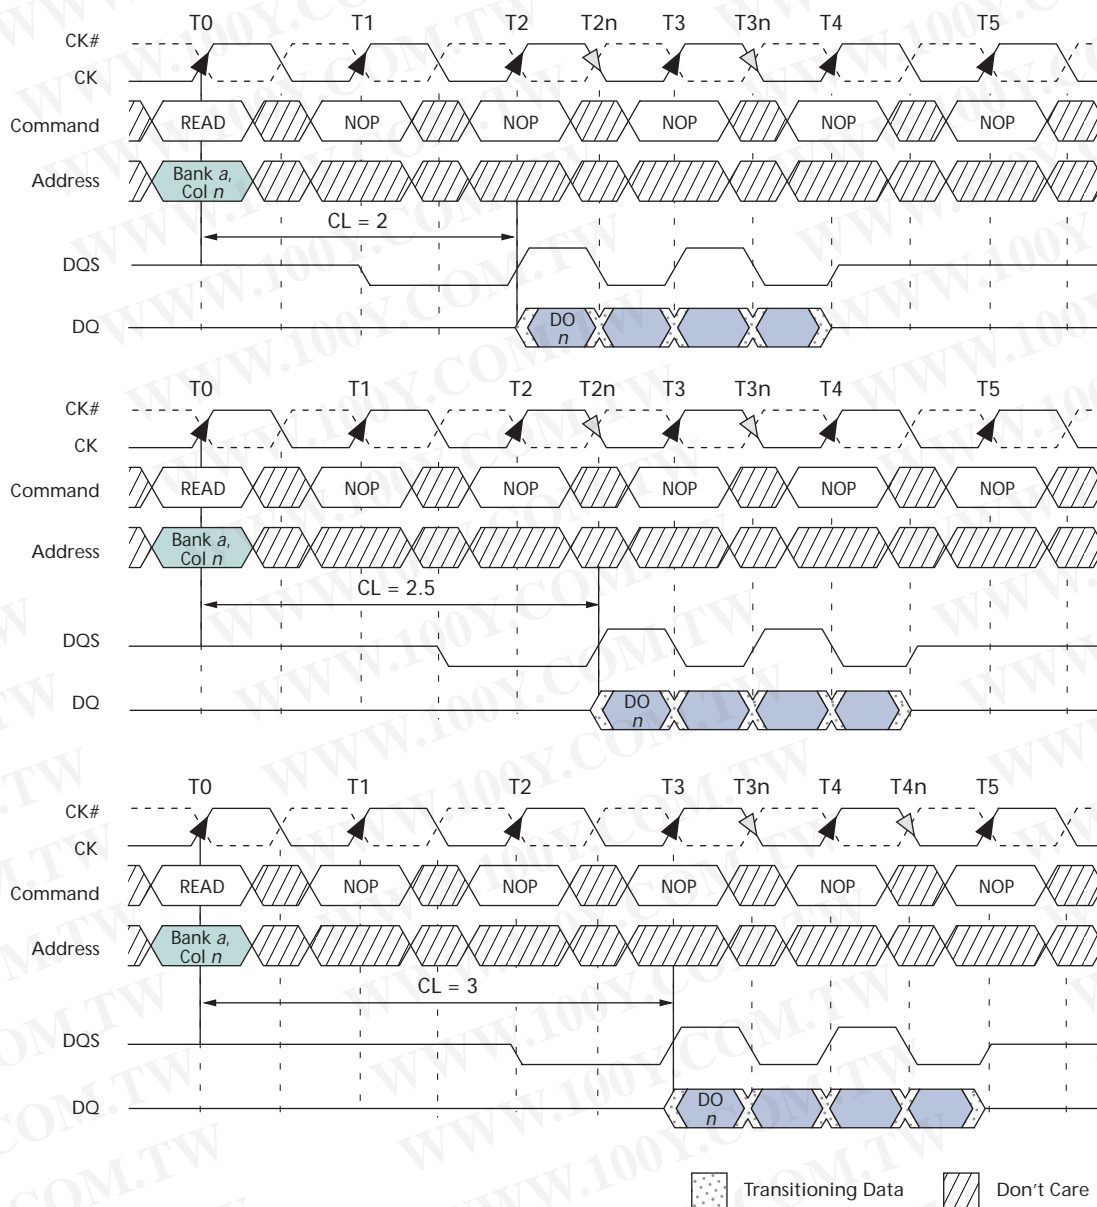 T0 T1 T2 T2n T3 T3n T4 T5
CK#
CK
Command READ NOP NOP NOP NOP NOP
Address Bank a,
Col n
CL = 2
DQS
DQ DO
n
T0 T1 T2 T2n T3 T3n T4 T5
CK#
CK
Command READ NOP NOP NOP NOP NOP
Address Bank a,
Col n
CL = 2.5
DQS
DQ DO
n
T0 T1 T2 T3 T3n T4 T4n T5
CK#
CK
Command READ NOP NOP NOP NOP NOP
Address Bank a,
Col n
CL = 3
DQS
DQ DO
n
Transitioning Data Don't Care
WWW.100Y.COM.TW